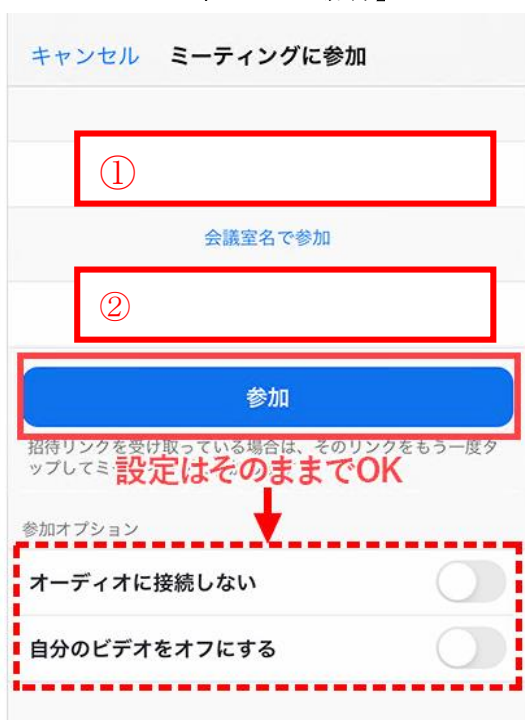 キャンセル ミーティングに参加
①
会議室名で参加
②
参加
招待リンクを受け取っている場合は、そのリンクをもう一度タ
ップしてミ
設定はそのままでOK
参加オプション
オーディオに接続しない
自分のビデオをオフにする